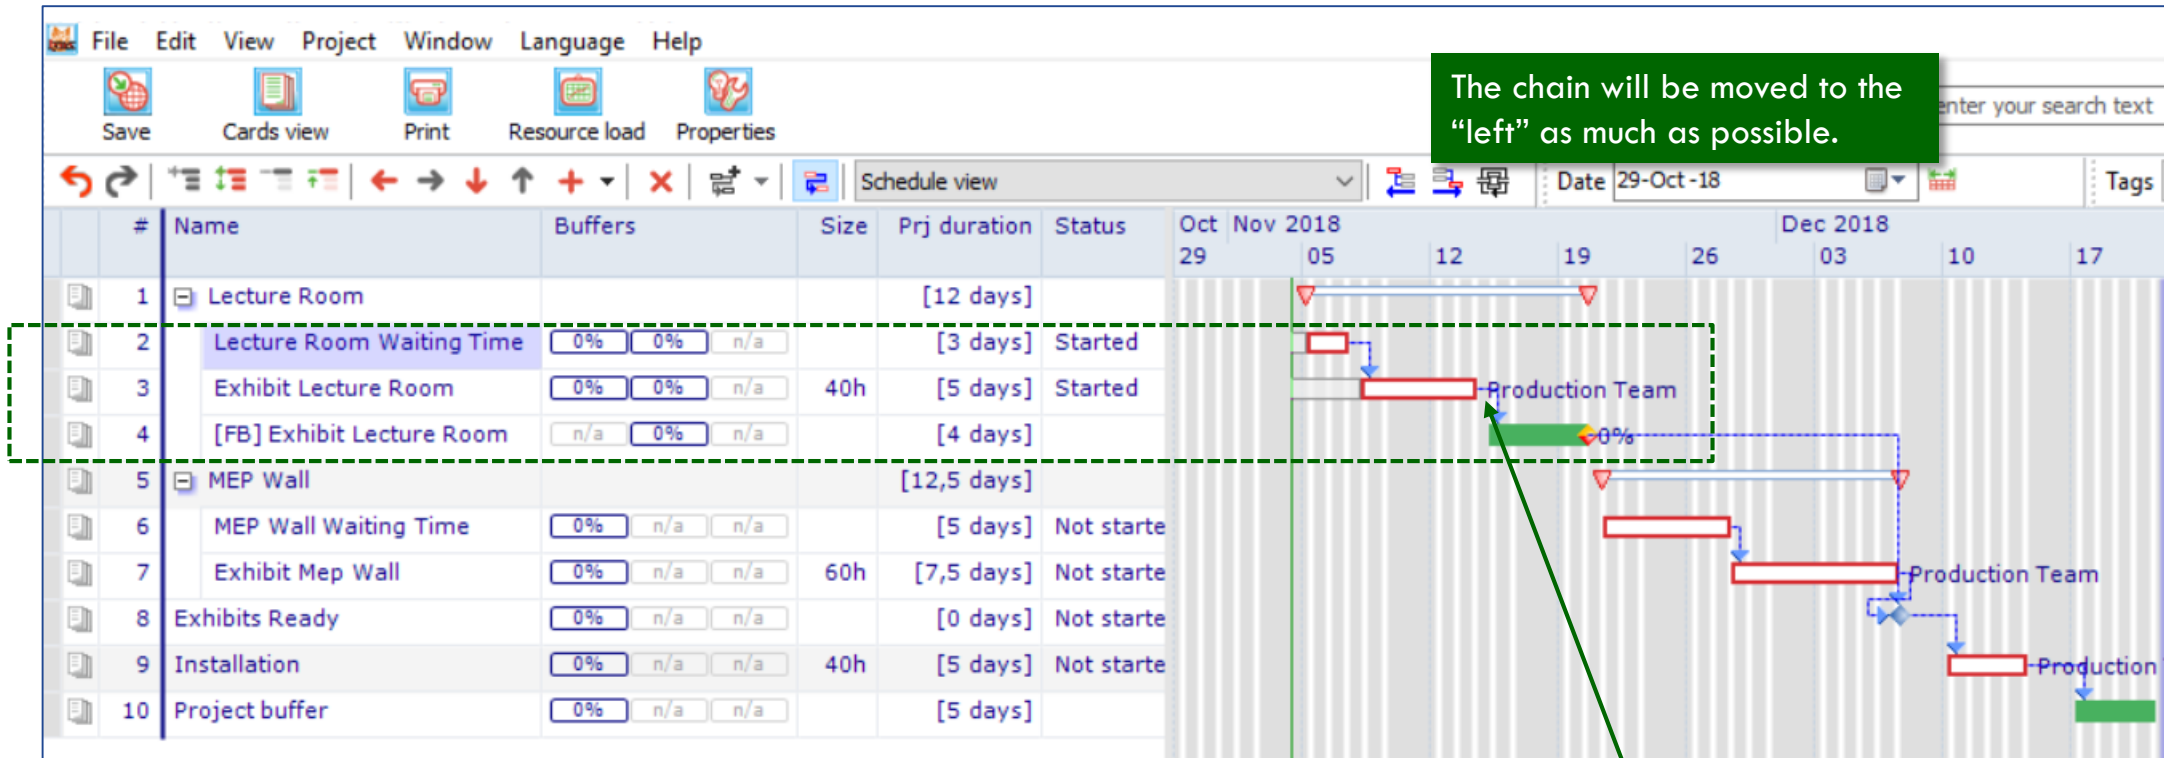 File Edit View Project Window Language Help
The chain will be moved to the
“left” as much as possible.
enter your search text
Save Cards view Print Resource load Properties
Schedule view Date 29-Oct -18 Tags
# Name Buffers Size Prj duration Status Oct Nov 2018 Dec 2018
29 05 12 19 26 03 10 17
1 Lecture Room [12 days]
2 Lecture Room Waiting Time 0% 0% n/a [3 days] Started
3 Exhibit Lecture Room 0% 0% n/a 40h [5 days] Started Production Team
4 [FB] Exhibit Lecture Room n/a 0% n/a [4 days] 0%
5 MEP Wall [12,5 days]
6 MEP Wall Waiting Time 0% n/a n/a [5 days] Not starte
7 Exhibit Mep Wall 0% n/a n/a 60h [7,5 days] Not starte Production Team
8 Exhibits Ready 0% n/a n/a [0 days] Not starte
9 Installation 0% n/a n/a 40h [5 days] Not starte Production
10 Project buffer 0% n/a n/a [5 days]